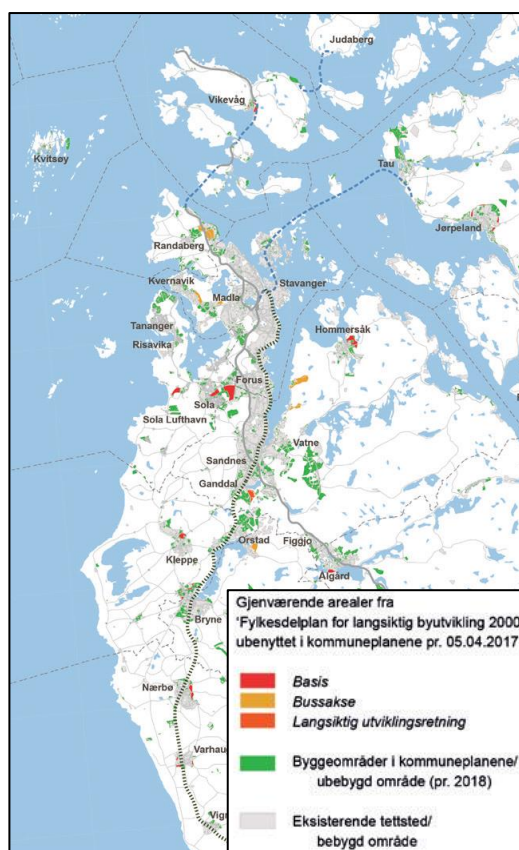 Judaberg
Vikevåg
Kvitsøy
Tau
Jørpeland
Randaberg
Kvernavik
Stavanger
Madla
Tananger
Hommersåk
Risavika
Forus
Sola
Sola Lufthavn
Vatne
Sandnes
Ganddal
Orstad
Figgjo
Kleppe
Ålgård
Bryne
Nærbø
Varhaug
Gjenværende arealer fra
'Fylkesdelplan for langsiktig byutvikling 2000
ubenyttet i kommuneplanene pr. 05.04.2017
Basis
Bussakse
Langsiktig utviklingsretning
Byggeområder i kommuneplanene/
ubebygd område (pr. 2018)
Eksisterende tettsted/
bebygd område